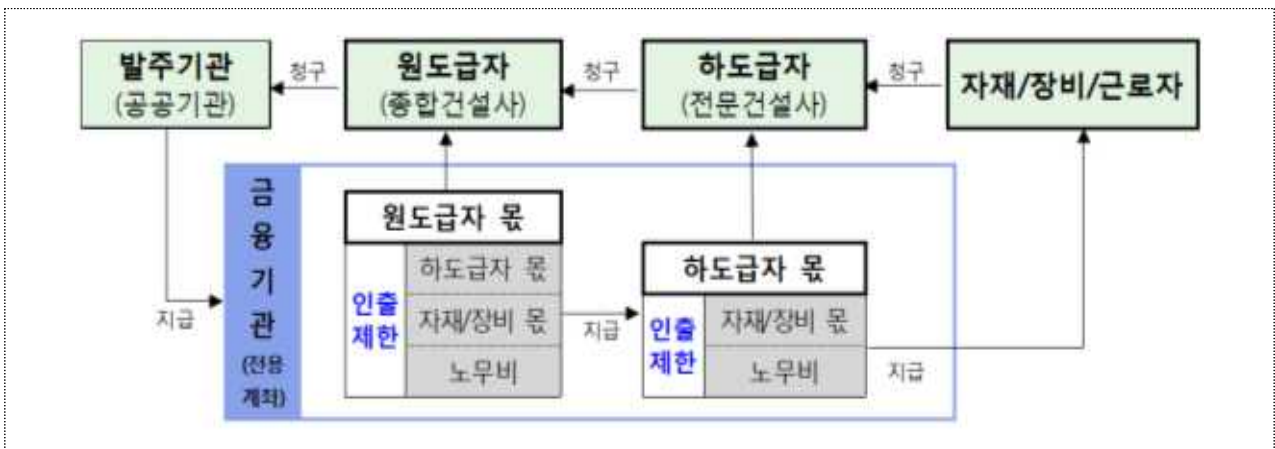 발주기관
(공공기관)
청구
원도급자
(종합건설사)
청구
하도급자
(전문건설사)
청구
자재/장비/근로자
금융기관
(전용
계좌)
지급
원도급자 몫
인출
제한
하도급자 몫
자재/장비 몫
노무비
지급
하도급자 몫
인출
제한
자재/장비 몫
노무비
지급